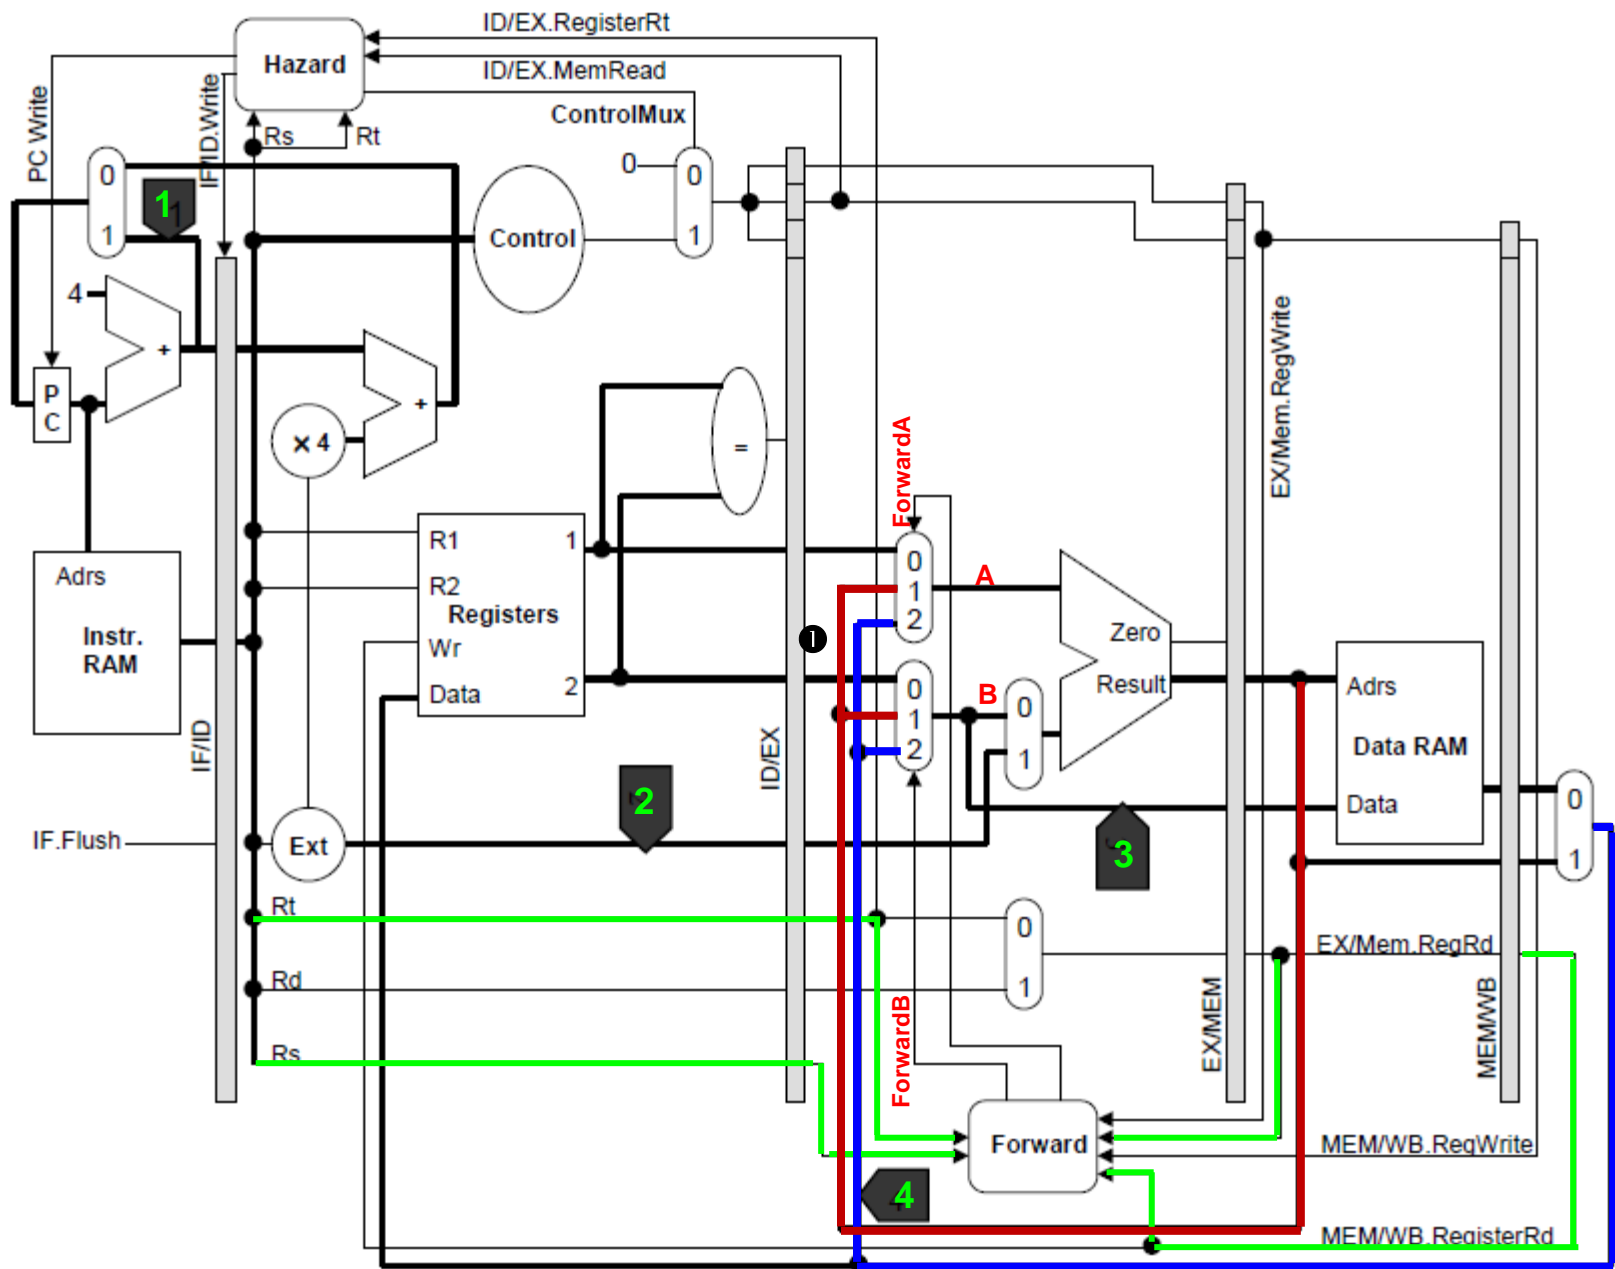 ID/EX.RegisterRt
Hazard
ID/EX.MemRead
PC Write
IF/ID.Write
ControlMux
Rs
Rt
0
0
1
0
1
1
Control
4
+
P
C
+
× 4
=
EX/Mem.RegWrite
ForwardA
R1
1
R2
Registers
Wr
Data
2
Adrs
Instr.
RAM
0
1
2
A
Zero
Result
❶
0
1
2
B
0
1
Adrs
Data RAM
Data
0
1
IF/ID
ID/EX
2
3
IF.Flush
Ext
Rt
Rd
Rs
0
1
EX/Mem.RegRd
ForwardB
EX/MEM
MEM/WB
Forward
MEM/WB.RegWrite
4
MEM/WB.RegisterRd